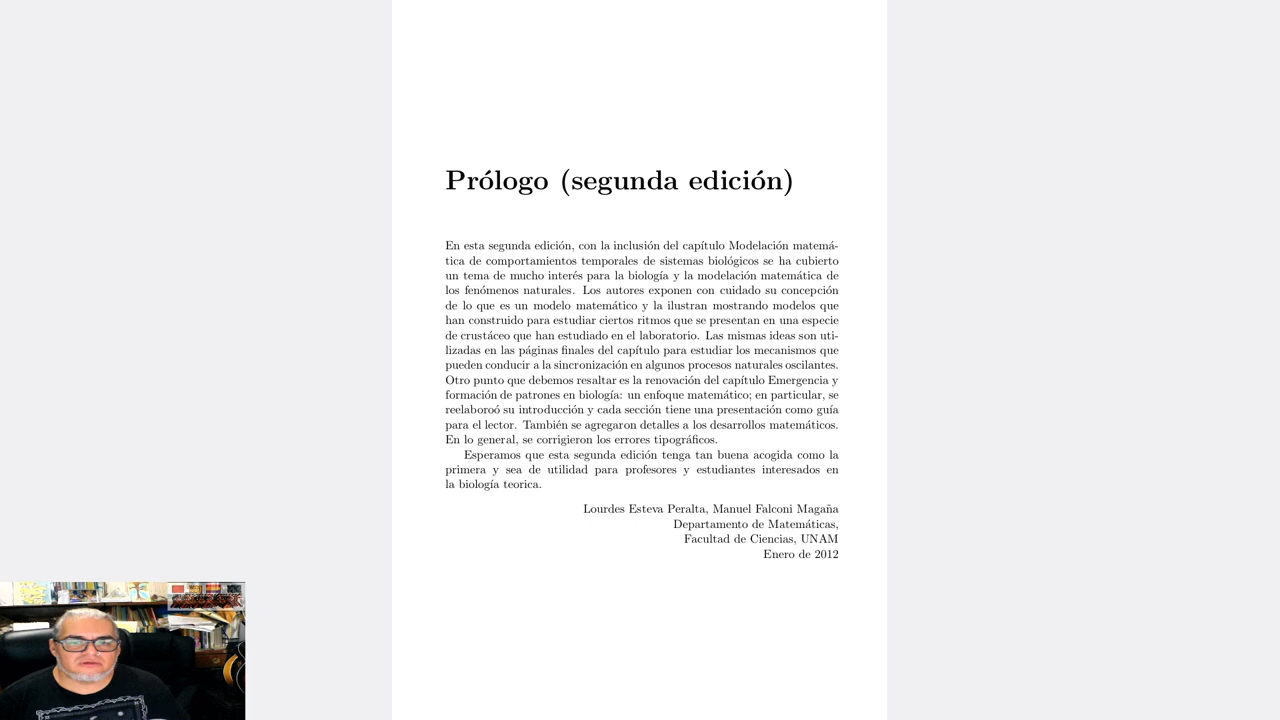 Prólogo (segunda edición)
En esta segunda edición, con la inclusión del capítulo Modelación matemá-
tica de comportamientos temporales de sistemas biológicos se ha cubierto
un tema de mucho interés para la biología y la modelación matemática de
los fenómenos naturales. Los autores exponen con cuidado su concepción
de lo que es un modelo matemático y la ilustran mostrando modelos que
han construido para estudiar ciertos ritmos que se presentan en una especie
de crustáceo que han estudiado en el laboratorio. Las mismas ideas son uti-
lizadas en las páginas finales del capítulo para estudiar los mecanismos que
pueden conducir a la sincronización en algunos procesos naturales oscilantes.
Otro punto que debemos resaltar es la renovación del capítulo Emergencia y
formación de patrones en biología: un enfoque matemático; en particular, se
reelaboroó su introducción y cada sección tiene una presentación como guía
para el lector. También se agregaron detalles a los desarrollos matemáticos.
En lo general, se corrigieron los errores tipográficos.
Esperamos que esta segunda edición tenga tan buena acogida como la
primera y sea de utilidad para profesores y estudiantes interesados en
la biología teorica.
Lourdes Esteva Peralta, Manuel Falconi Magaña
Departamento de Matemáticas,
Facultad de Ciencias, UNAM
Enero de 2012